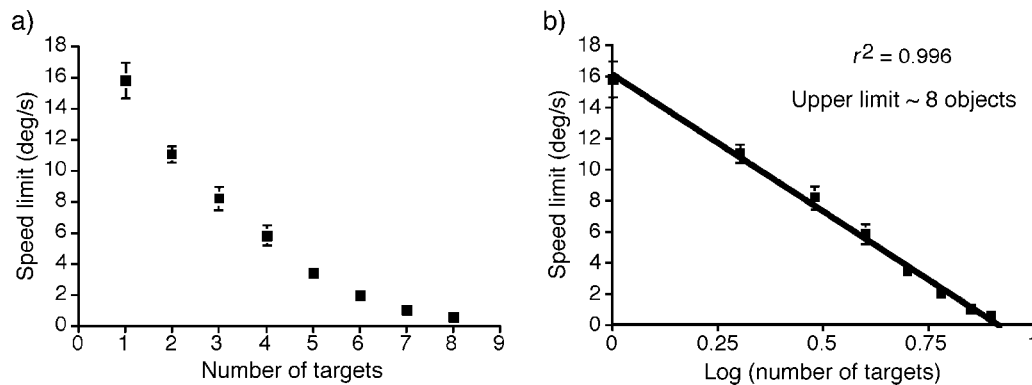 a)
Speed limit (deg/s)
18
16
14
12
10
8
6
4
2
0
0 1 2 3 4 5 6 7 8 9
Number of targets
b)
r² = 0.996
Upper limit ~ 8 objects
Speed limit (deg/s)
18
16
14
12
10
8
6
4
2
0
0 0.25 0.5 0.75 1
Log (number of targets)